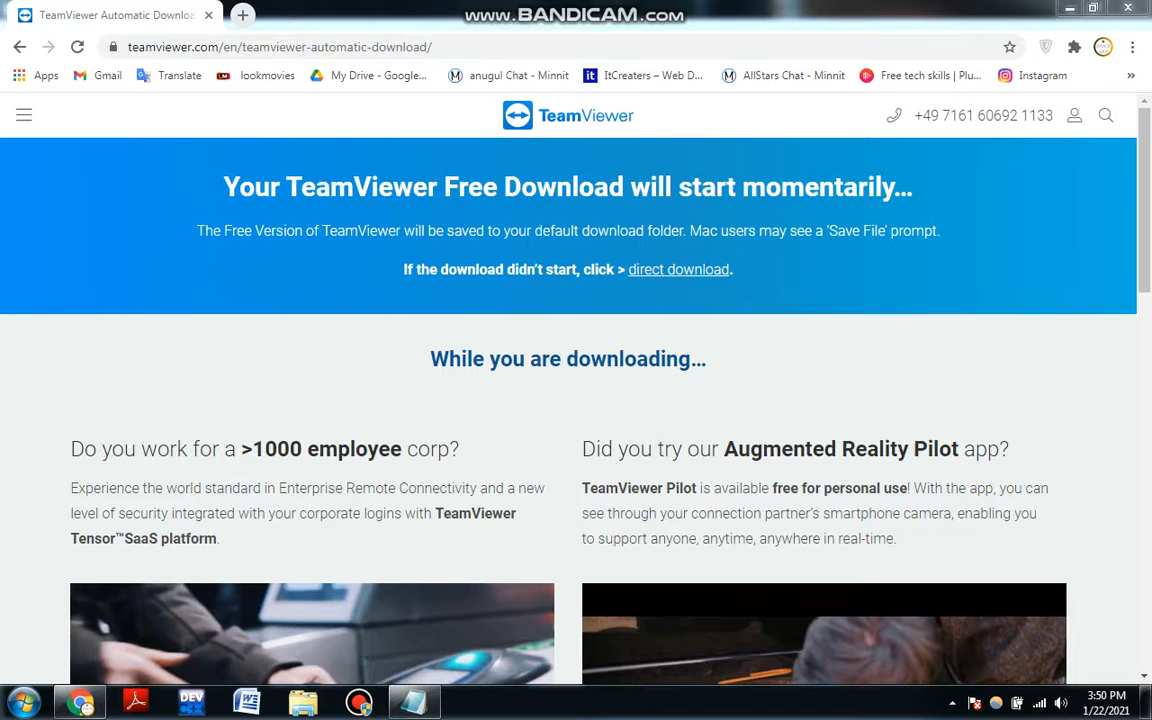 TeamViewer Automatic Downloa
www.BANDICAM.com
teamviewer.com/en/teamviewer-automatic-download/
Apps Gmail Translate lookmovies My Drive - Google... anugul Chat - Minnit ItCreaters – Web D... AllStars Chat - Minnit Free tech skills | Plu... Instagram »
TeamViewer
+49 7161 60692 1133
Your TeamViewer Free Download will start momentarily...
The Free Version of TeamViewer will be saved to your default download folder. Mac users may see a 'Save File' prompt.
If the download didn't start, click > direct download.
While you are downloading...
Do you work for a >1000 employee corp?
Experience the world standard in Enterprise Remote Connectivity and a new
level of security integrated with your corporate logins with TeamViewer
Tensor™SaaS platform.
Did you try our Augmented Reality Pilot app?
TeamViewer Pilot is available free for personal use! With the app, you can
see through your connection partner's smartphone camera, enabling you
to support anyone, anytime, anywhere in real-time.
DEV
3:50 PM
1/22/2021